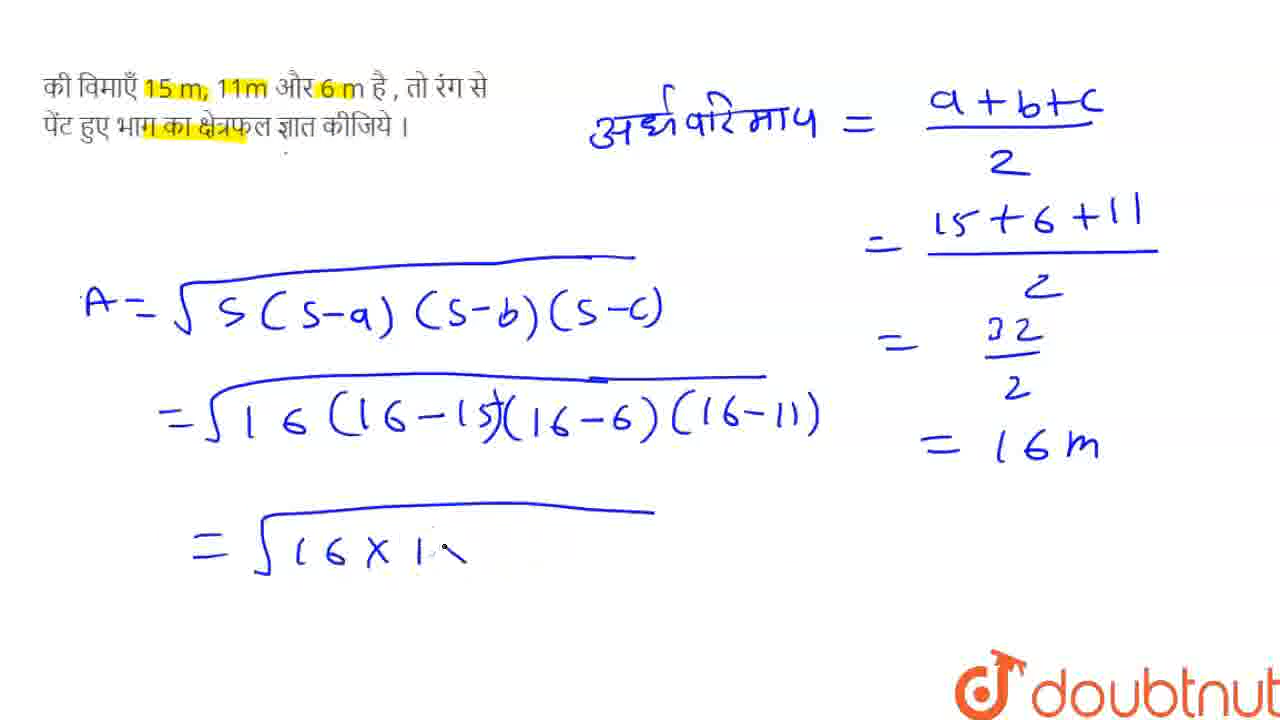 की विमाएँ 15 m, 11m और 6 m है , तो रंग से
पेंट हुए भाग का क्षेत्रफल ज्ञात कीजिये ।
अर्धपरिमाप = a+b+c / 2
= 15+6+11 / 2
= 32 / 2
= 16 m
A = √S(S-a)(S-b)(S-c)
= √16(16-15)(16-6)(16-11)
= √16×1×
doubtnut